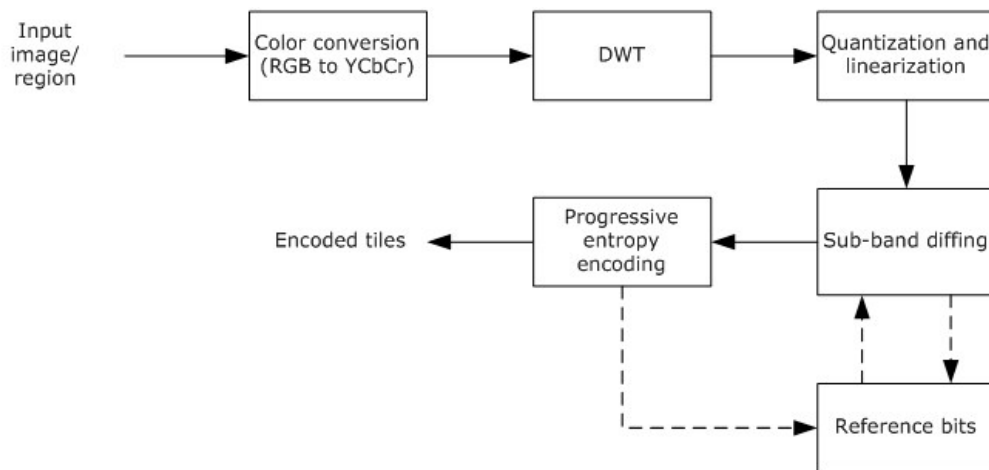 Input
image/
region
Color conversion
(RGB to YCbCr)
DWT
Quantization and
linearization
Encoded tiles
Progressive
entropy
encoding
Sub-band diffing
Reference bits